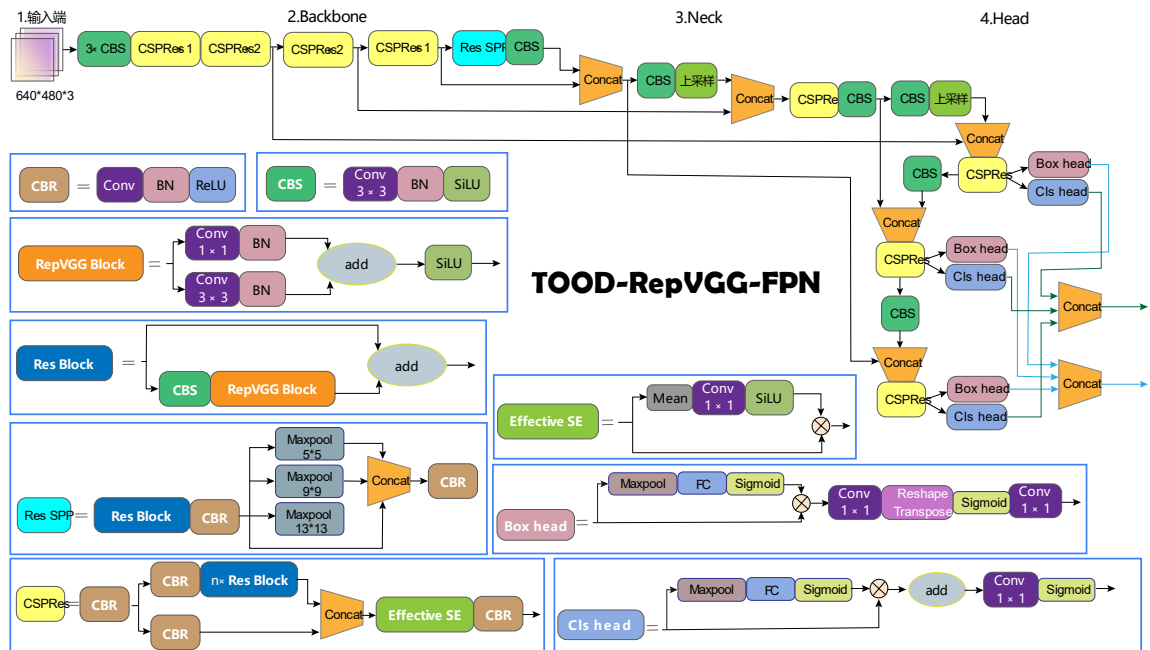 1.输入端
2.Backbone
3.Neck
4.Head
640*480*3
3× CBS
CSPRes 1
CSPRes2
CSPRes2
CSPRes 1
Res SPP
CBS
Concat
CBS
上采样
Concat
CSPRe
CBS
CBS
上采样
Concat
CSPRes
Box head
Cls head
CBS
Concat
CSPRes
Box head
Cls head
CBS
Concat
CSPRes
Box head
Cls head
Concat
Concat
TOOD-RepVGG-FPN
CBR
=
Conv
BN
ReLU
CBS
=
Conv
3 × 3
BN
SiLU
RepVGG Block
=
Conv
1 × 1
BN
Conv
3 × 3
BN
add
SiLU
Res Block
=
CBS
RepVGG Block
add
Effective SE
=
Mean
Conv
1 × 1
SiLU
Res SPP
=
Res Block
CBR
Maxpool
5*5
Maxpool
9*9
Maxpool
13*13
Concat
CBR
Box head
=
Maxpool
FC
Sigmoid
Conv
1 × 1
Reshape
Transpose
Sigmoid
Conv
1 × 1
CSPRes
=
CBR
CBR
n× Res Block
CBR
Concat
Effective SE
CBR
Cls head
=
Maxpool
FC
Sigmoid
add
Conv
1 × 1
Sigmoid